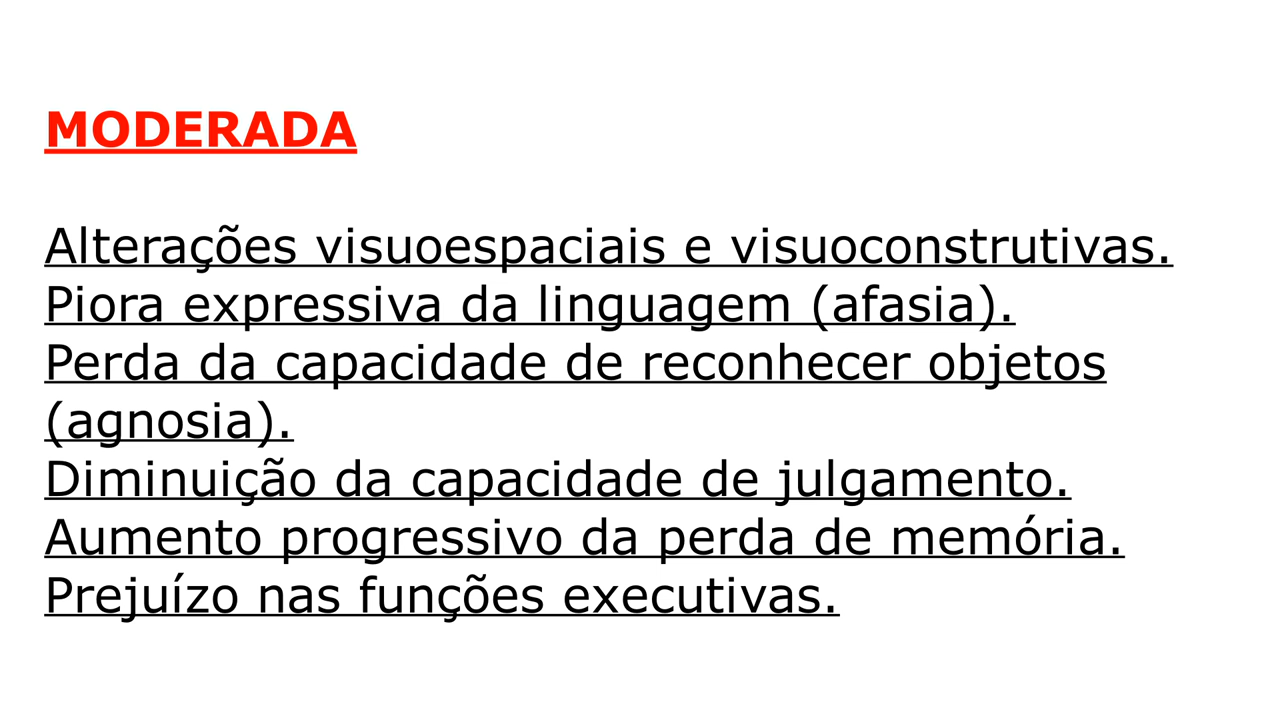 MODERADA
Alterações visuoespaciais e visuoconstrutivas.
Piora expressiva da linguagem (afasia).
Perda da capacidade de reconhecer objetos
(agnosia).
Diminuição da capacidade de julgamento.
Aumento progressivo da perda de memória.
Prejuízo nas funções executivas.